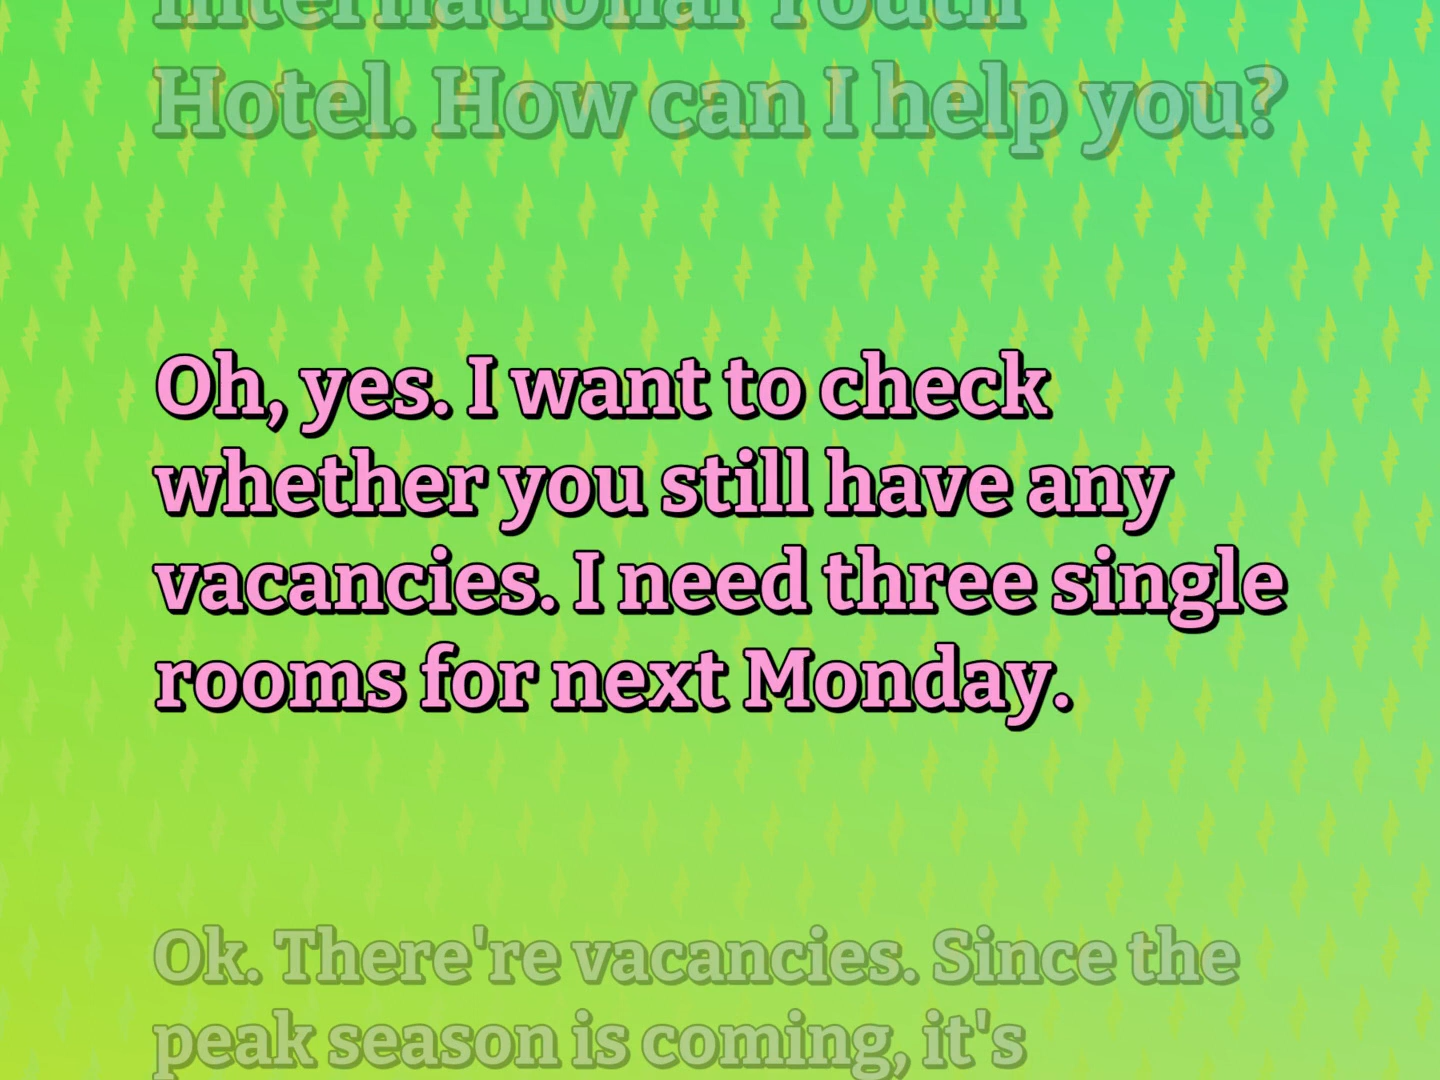 International Youth
Hotel. How can I help you?
Oh, yes. I want to check
whether you still have any
vacancies. I need three single
rooms for next Monday.
Ok. There're vacancies. Since the
peak season is coming, it's